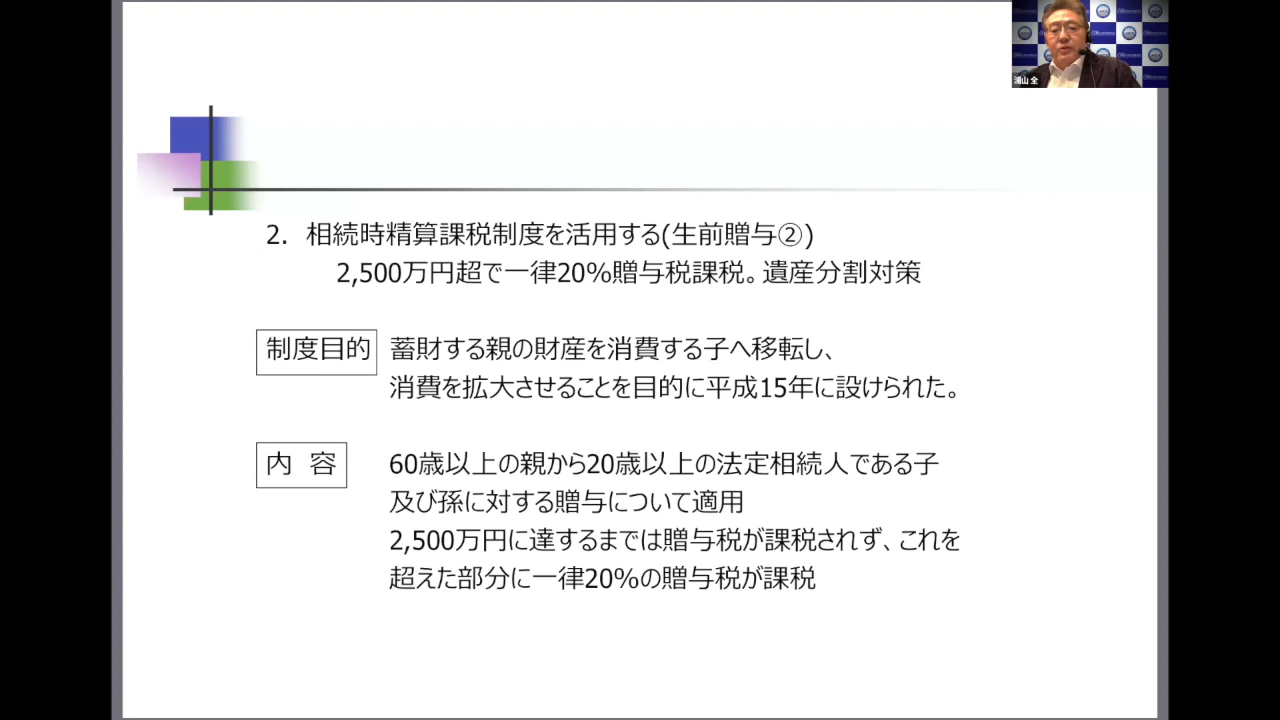 浦山 全
2. 相続時精算課税制度を活用する(生前贈与②)
2,500万円超で一律20%贈与税課税。遺産分割対策
制度目的 蓄財する親の財産を消費する子へ移転し、
消費を拡大させることを目的に平成15年に設けられた。
内 容 60歳以上の親から20歳以上の法定相続人である子
及び孫に対する贈与について適用
2,500万円に達するまでは贈与税が課税されず、これを
超えた部分に一律20%の贈与税が課税